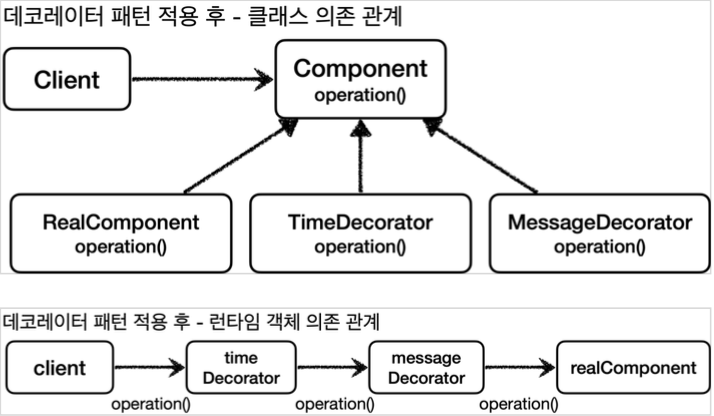 데코레이터 패턴 적용 후 - 클래스 의존 관계
Client
Component
operation()
RealComponent
operation()
TimeDecorator
operation()
MessageDecorator
operation()
데코레이터 패턴 적용 후 - 런타임 객체 의존 관계
client
time
Decorator
message
Decorator
realComponent
operation()
operation()
operation()